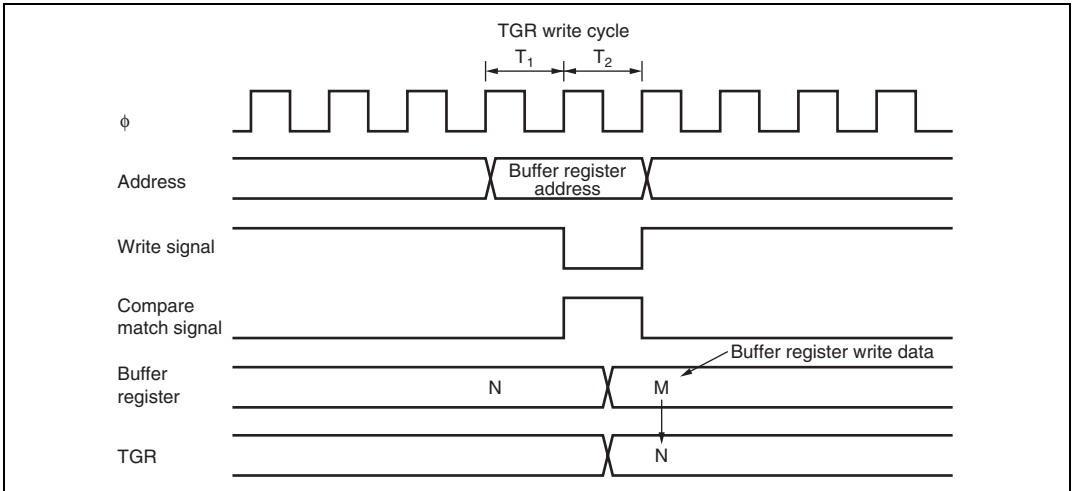 TGR write cycle
T1 T2
ϕ
Address
Buffer register
address
Write signal
Compare
match signal
Buffer register write data
Buffer
register
N M
TGR
N